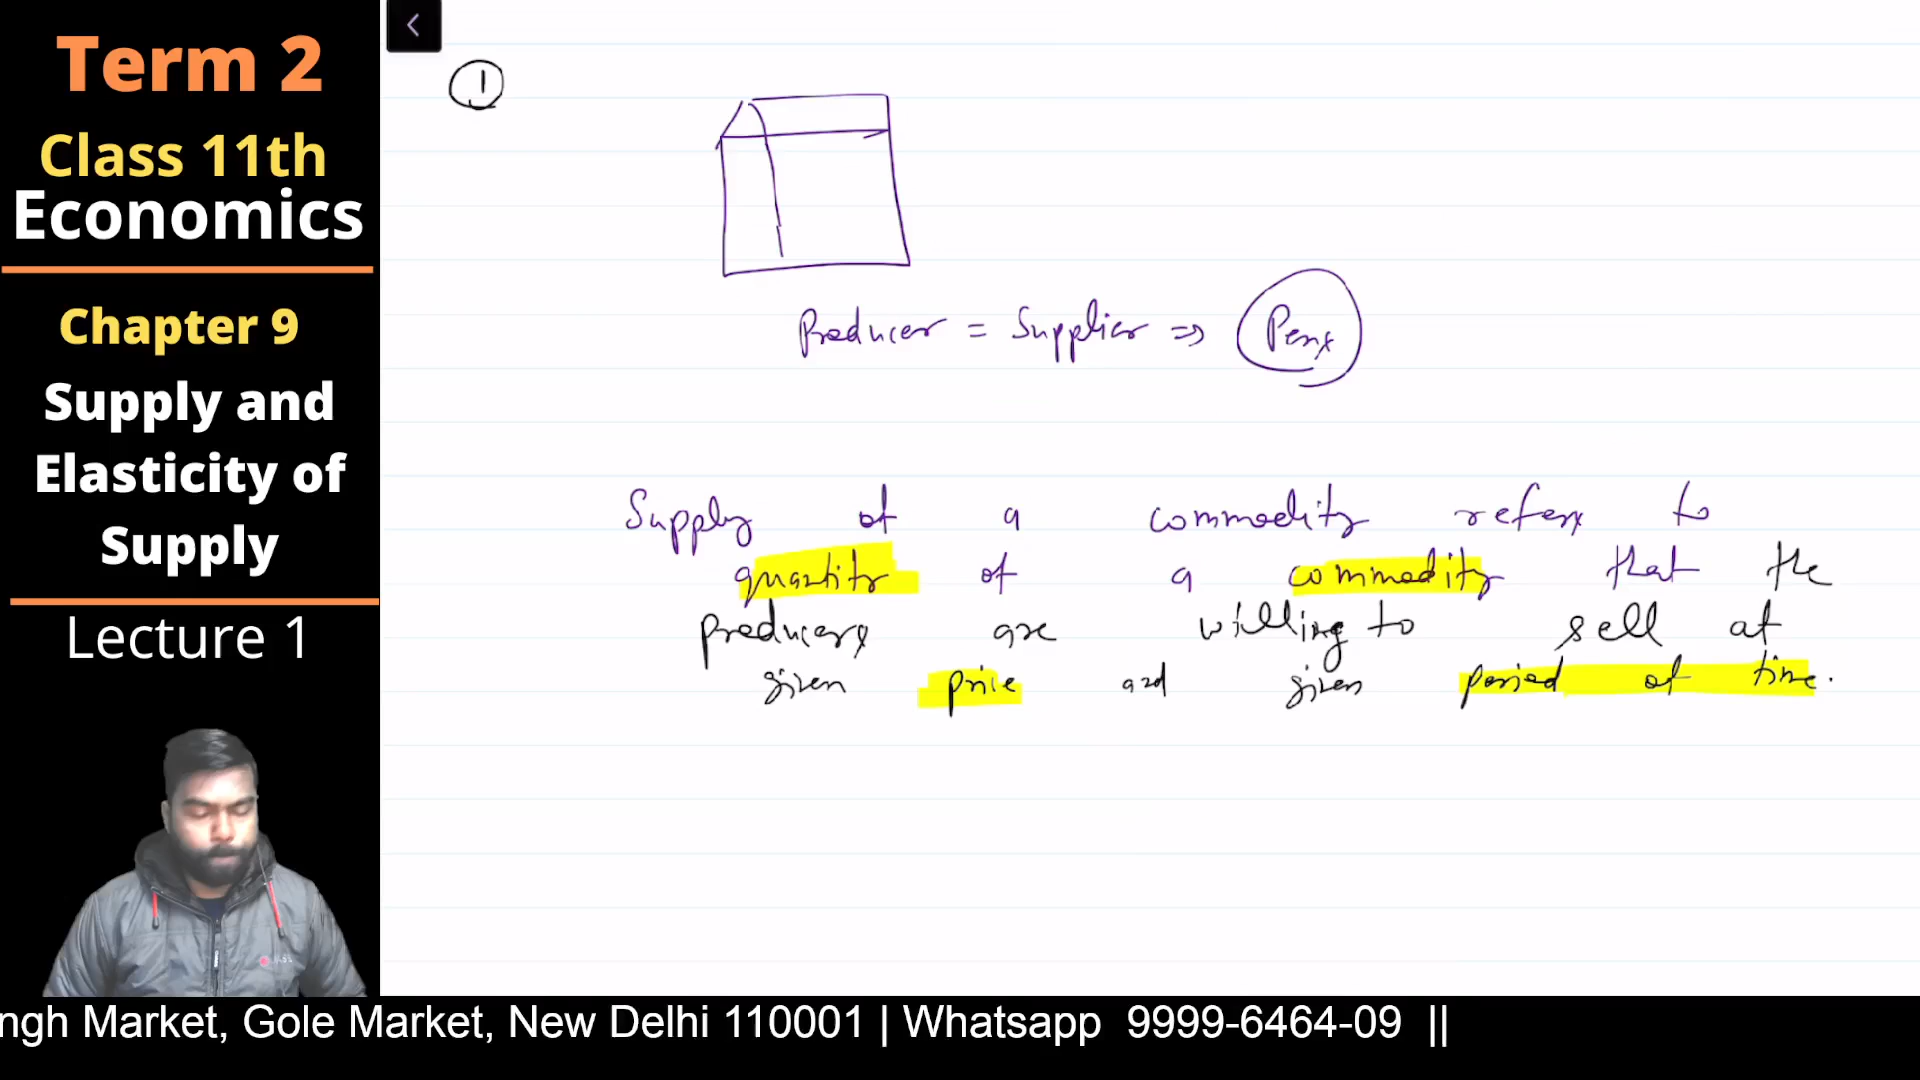 Term 2
Class 11th
Economics
Chapter 9
Supply and
Elasticity of
Supply
Lecture 1
1
Producer = Supplier ⇒ Pens
Supply of a commodity refers to
quantity of a commodity that the
producers are willing to sell at
given price and given period of time.
ngh Market, Gole Market, New Delhi 110001 | Whatsapp 9999-6464-09 ||